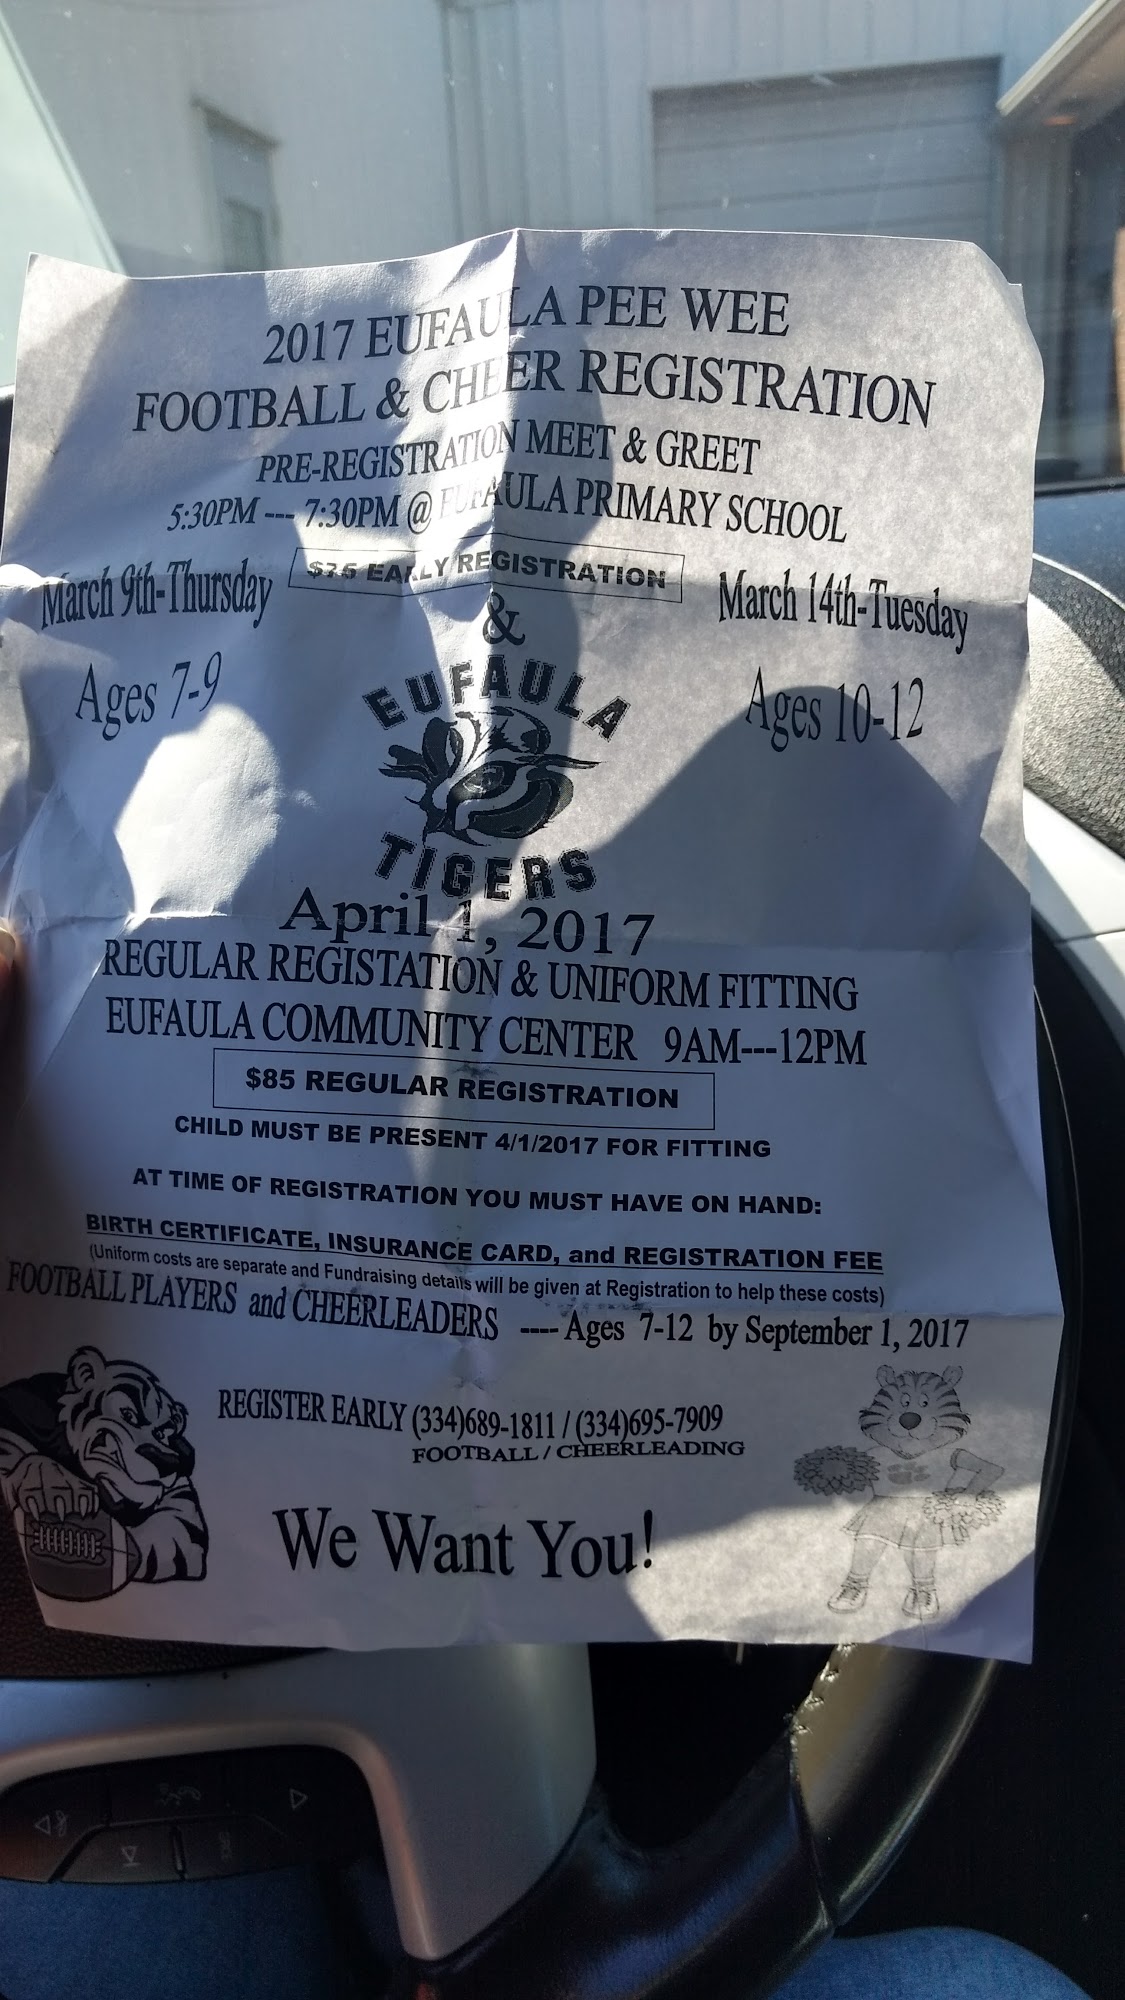 2017 EUFAULA PEE WEE
FOOTBALL & CHEER REGISTRATION
PRE-REGISTRATION MEET & GREET
5:30PM --- 7:30PM @ EUFAULA PRIMARY SCHOOL
$75 EARLY REGISTRATION
March 9th-Thursday & March 14th-Tuesday
Ages 7-9 Ages 10-12
EUFAULA
TIGERS
April 1, 2017
REGULAR REGISTATION & UNIFORM FITTING
EUFAULA COMMUNITY CENTER 9AM---12PM
$85 REGULAR REGISTRATION
CHILD MUST BE PRESENT 4/1/2017 FOR FITTING
AT TIME OF REGISTRATION YOU MUST HAVE ON HAND:
BIRTH CERTIFICATE, INSURANCE CARD, and REGISTRATION FEE
(Uniform costs are separate and Fundraising details will be given at Registration to help these costs)
FOOTBALL PLAYERS and CHEERLEADERS ---- Ages 7-12 by September 1, 2017
REGISTER EARLY (334)689-1811 / (334)695-7909
FOOTBALL / CHEERLEADING
We Want You!